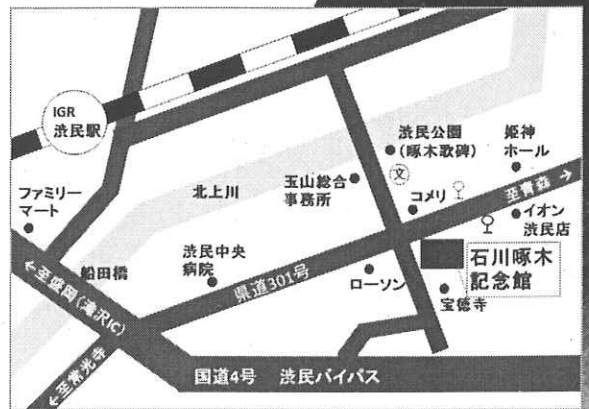 IGR
渋民駅
渋民公園
(啄木歌碑)
姫神
ホール
文
玉山総合
事務所
コメリ
至青森→
ファミリー
マート
北上川
イオン
渋民店
船田橋
渋民中央
病院
県道301号
ローソン
石川啄木
記念館
宝徳寺
←至盛岡(滝沢IC)
国道4号 渋民バイパス
←至常光寺